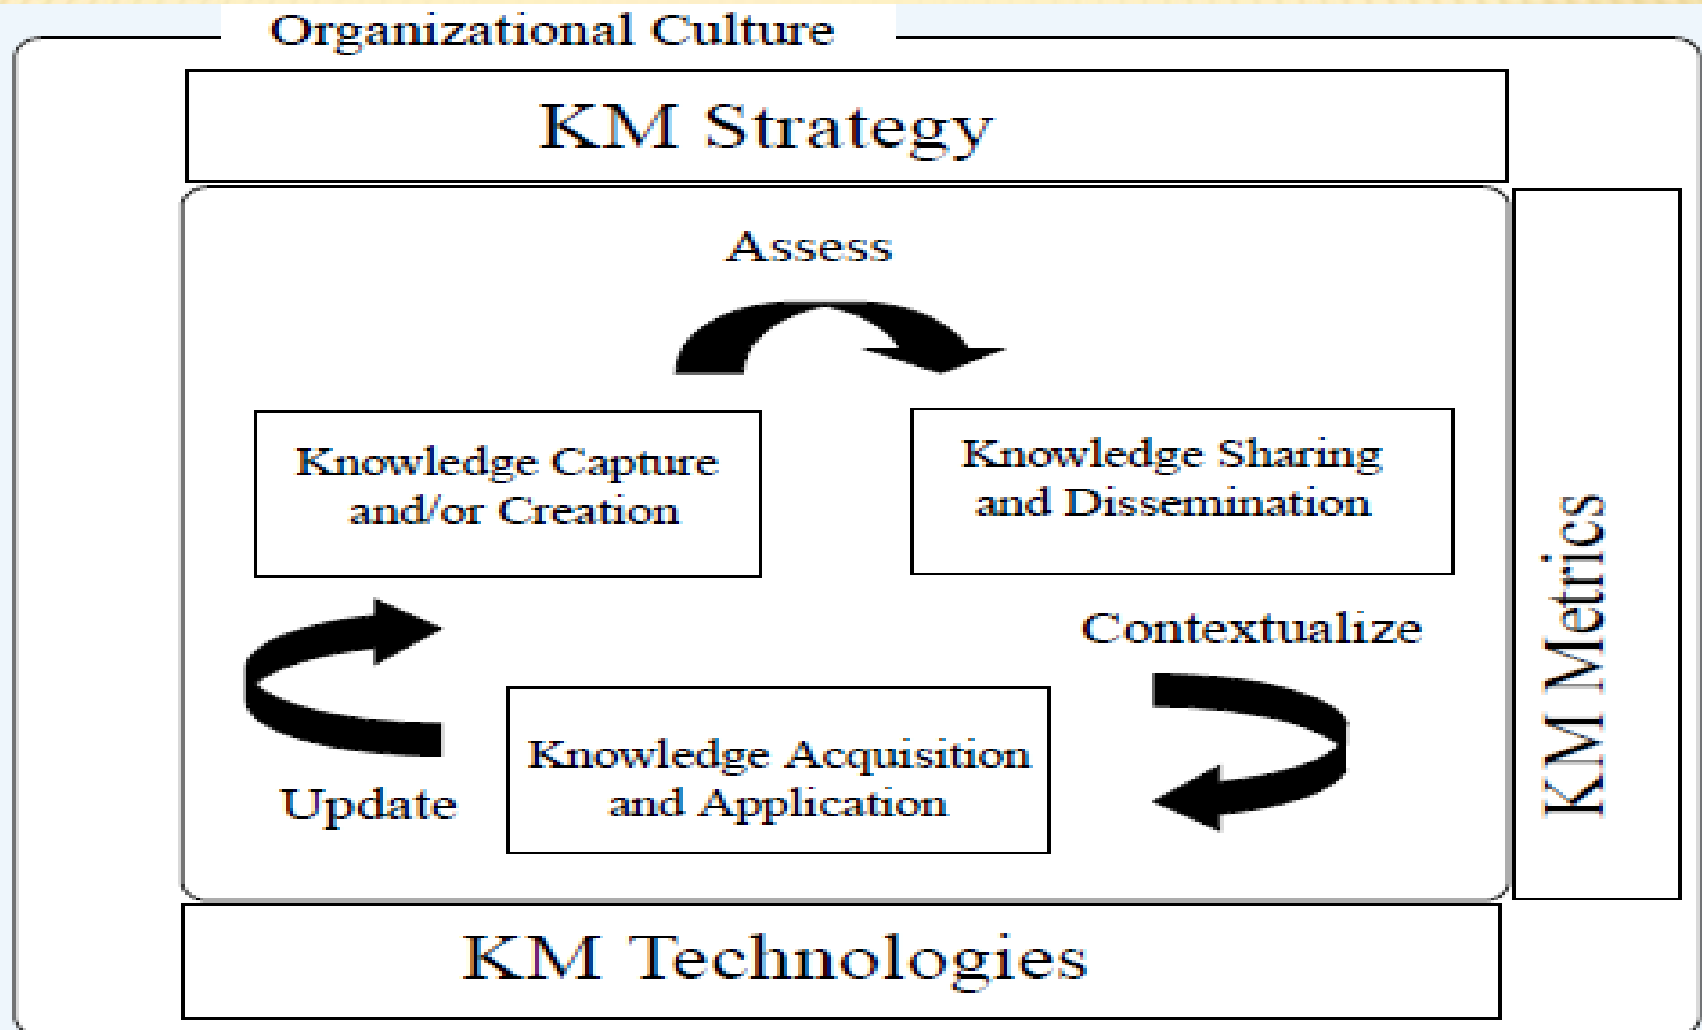 Organizational Culture
KM Strategy
Assess
Knowledge Capture
and/or Creation
Knowledge Sharing
and Dissemination
Contextualize
Knowledge Acquisition
and Application
Update
KM Metrics
KM Technologies